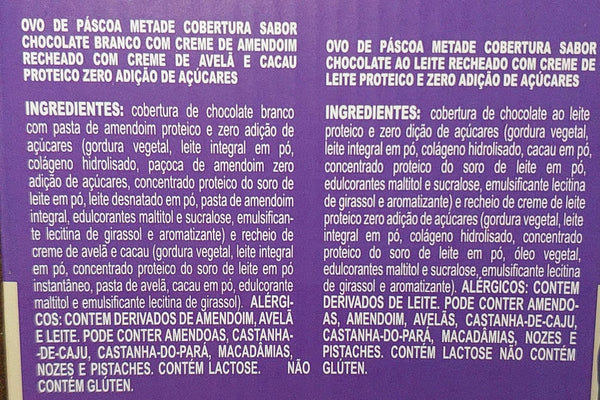 OVO DE PÁSCOA METADE COBERTURA SABOR
CHOCOLATE BRANCO COM CREME DE AMENDOIM
RECHEADO COM CREME DE AVELÃ E CACAU
PROTEICO ZERO ADIÇÃO DE AÇÚCARES
INGREDIENTES: cobertura de chocolate branco
com pasta de amendoim proteico e zero adição de
açúcares (gordura vegetal, leite integral em pó,
colágeno hidrolisado, paçoca de amendoim zero
adição de açúcares, concentrado proteico do soro de
leite em pó, leite desnatado em pó, pasta de amendoim
integral, edulcorantes maltitol e sucralose, emulsifican-
te lecitina de girassol e aromatizante) e recheio de
creme de avelã e cacau (gordura vegetal, leite integral
em pó, concentrado proteico do soro de leite em pó
instantâneo, pasta de avelã, cacau em pó, edulcorante
maltitol e emulsificante lecitina de girassol). ALÉRGI-
COS: CONTEM DERIVADOS DE AMENDOIM, AVELÃ
E LEITE. PODE CONTER AMENDOAS, CASTANHA-
-DE-CAJU, CASTANHA-DO-PARÁ, MACADÂMIAS,
NOZES E PISTACHES. CONTÉM LACTOSE. NÃO
CONTÉM GLÚTEN.
OVO DE PÁSCOA METADE COBERTURA SABOR
CHOCOLATE AO LEITE RECHEADO COM CREME DE
LEITE PROTEICO E ZERO ADIÇÃO DE AÇÚCARES
INGREDIENTES: cobertura de chocolate ao leite
proteico e zero dição de açúcares (gordura vegetal,
leite integral em pó, colágeno hidrolisado, cacau em pó,
concentrado proteico do soro de leite em pó,
edulcorantes maltitol e sucralose, emulsificante lecitina
de girassol e aromatizante) e recheio de creme de leite
proteico zero adição de açúcares (gordura vegetal, leite
integral em pó, colágeno hidrolisado, concentrado
proteico do soro de leite em pó, óleo vegetal,
edulcorantes maltitol e sucralose, emulsificante lecitina
de girassol e aromatizante). ALÉRGICOS: CONTEM
DERIVADOS DE LEITE. PODE CONTER AMENDO-
AS, AMENDOIM, AVELÃS, CASTANHA-DE-CAJU,
CASTANHA-DO-PARÁ, MACADÂMIAS, NOZES E
PISTACHES. CONTÉM LACTOSE NÃO CONTÉM
GLÚTEN.